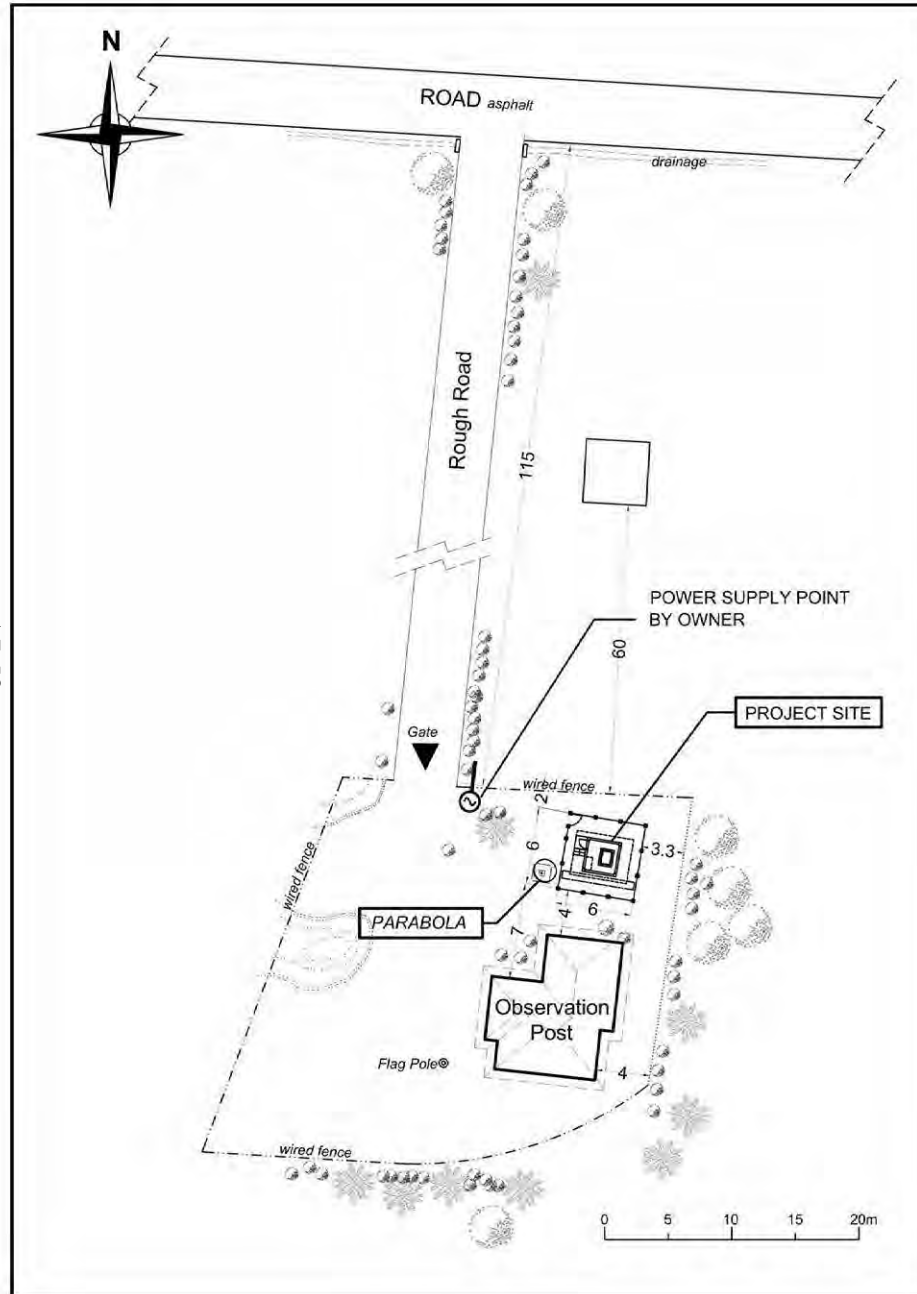 N
ROAD asphalt
drainage
Rough Road
115
POWER SUPPLY POINT
BY OWNER
60
PROJECT SITE
Gate
wired fence
2
6
3.3
wired fence
PARABOLA
4
6
7
Observation
Post
Flag Pole
4
wired fence
0 5 10 15 20m